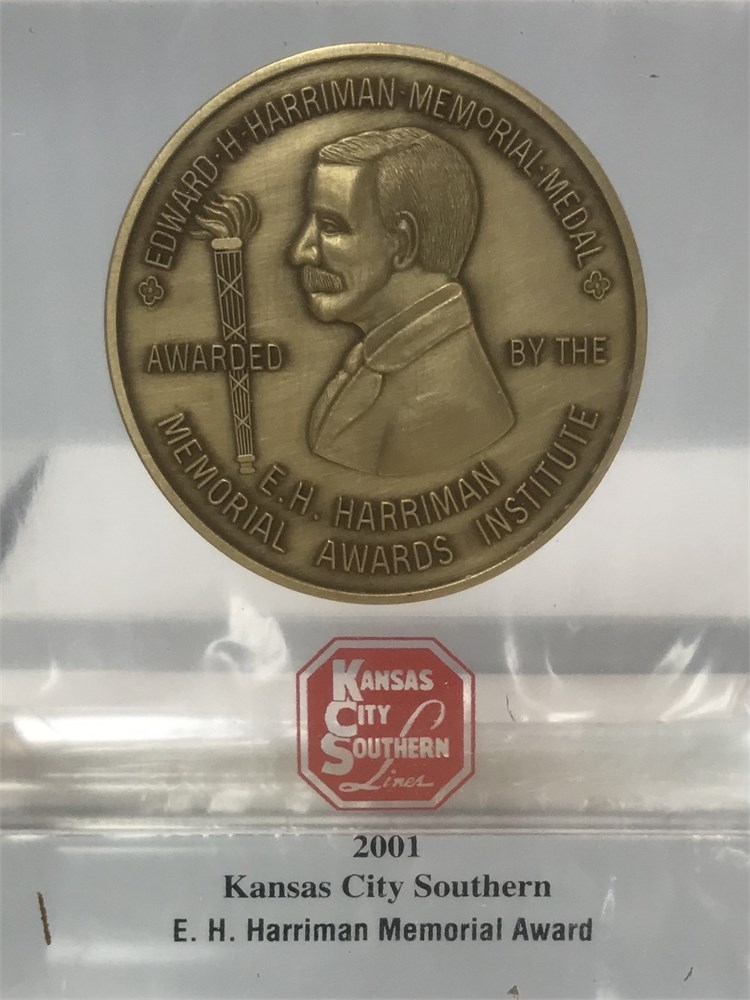 EDWARD·H·HARRIMAN·MEMORIAL·MEDAL
AWARDED BY THE
E.H. HARRIMAN
MEMORIAL AWARDS INSTITUTE
KANSAS
CITY
SOUTHERN
Lines
2001
Kansas City Southern
E. H. Harriman Memorial Award